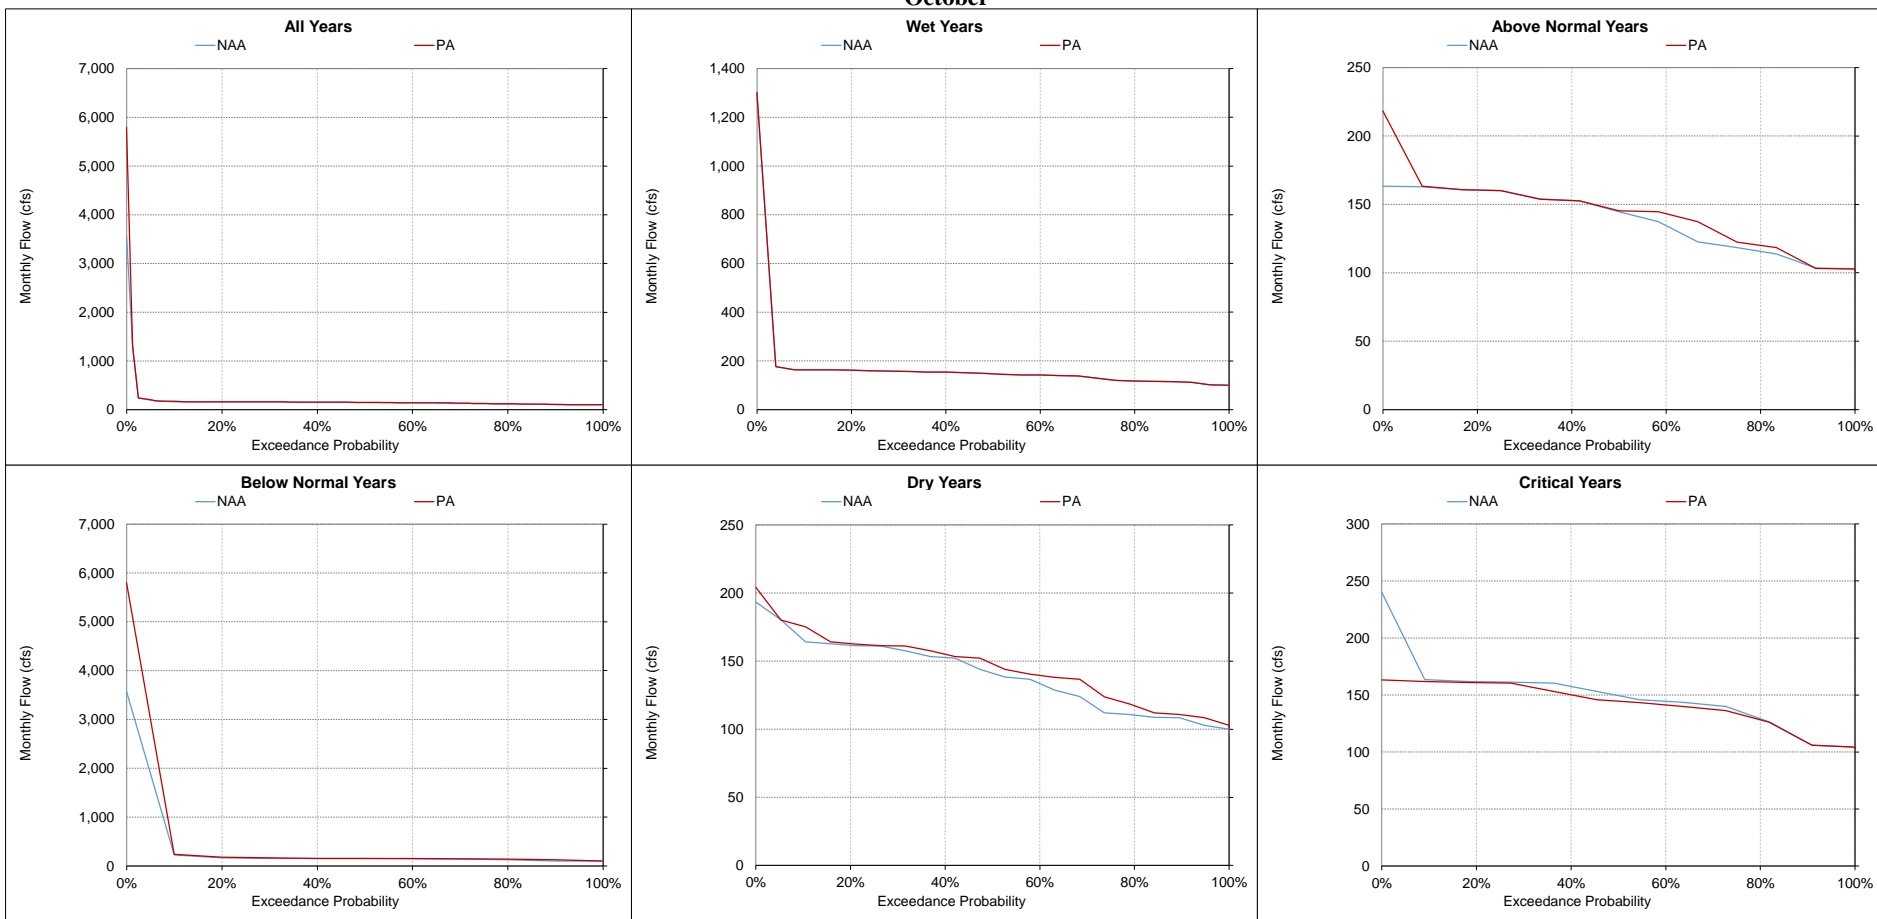 October
All Years
NAA PA
7,000
6,000
5,000
4,000
3,000
2,000
1,000
0
Monthly Flow (cfs)
0% 20% 40% 60% 80% 100%
Exceedance Probability
Wet Years
NAA PA
1,400
1,200
1,000
800
600
400
200
0
Monthly Flow (cfs)
0% 20% 40% 60% 80% 100%
Exceedance Probability
Above Normal Years
NAA PA
250
200
150
100
50
0
Monthly Flow (cfs)
0% 20% 40% 60% 80% 100%
Exceedance Probability
Below Normal Years
NAA PA
7,000
6,000
5,000
4,000
3,000
2,000
1,000
0
Monthly Flow (cfs)
0% 20% 40% 60% 80% 100%
Exceedance Probability
Dry Years
NAA PA
250
200
150
100
50
0
Monthly Flow (cfs)
0% 20% 40% 60% 80% 100%
Exceedance Probability
Critical Years
NAA PA
300
250
200
150
100
50
0
Monthly Flow (cfs)
0% 20% 40% 60% 80% 100%
Exceedance Probability